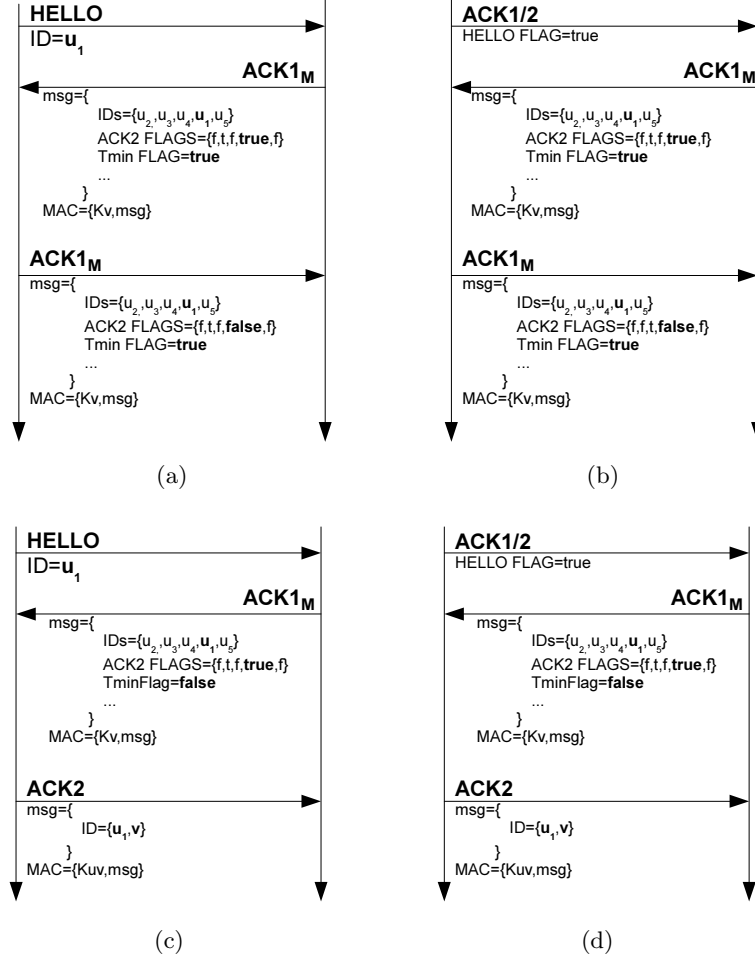 HELLO
ID=u1
ACK1M
msg={
IDs={u2,,u3,u4,u1,u5}
ACK2 FLAGS={f,t,f,true,f}
Tmin FLAG=true
...
}
MAC={Kv,msg}
ACK1M
msg={
IDs={u2,,u3,u4,u1,u5}
ACK2 FLAGS={f,t,f,false,f}
Tmin FLAG=true
...
}
MAC={Kv,msg}
(a)
ACK1/2
HELLO FLAG=true
ACK1M
msg={
IDs={u2,,u3,u4,u1,u5}
ACK2 FLAGS={f,t,f,true,f}
Tmin FLAG=true
...
}
MAC={Kv,msg}
ACK1M
msg={
IDs={u2,,u3,u4,u1,u5}
ACK2 FLAGS={f,f,t,false,f}
Tmin FLAG=true
...
}
MAC={Kv,msg}
(b)
HELLO
ID=u1
ACK1M
msg={
IDs={u2,,u3,u4,u1,u5}
ACK2 FLAGS={f,t,f,true,f}
TminFlag=false
...
}
MAC={Kv,msg}
ACK2
msg={
ID={u1,v}
}
MAC={Kuv,msg}
(c)
ACK1/2
HELLO FLAG=true
ACK1M
msg={
IDs={u2,,u3,u4,u1,u5}
ACK2 FLAGS={f,t,f,true,f}
TminFlag=false
...
}
MAC={Kv,msg}
ACK2
msg={
ID={u1,v}
}
MAC={Kuv,msg}
(d)